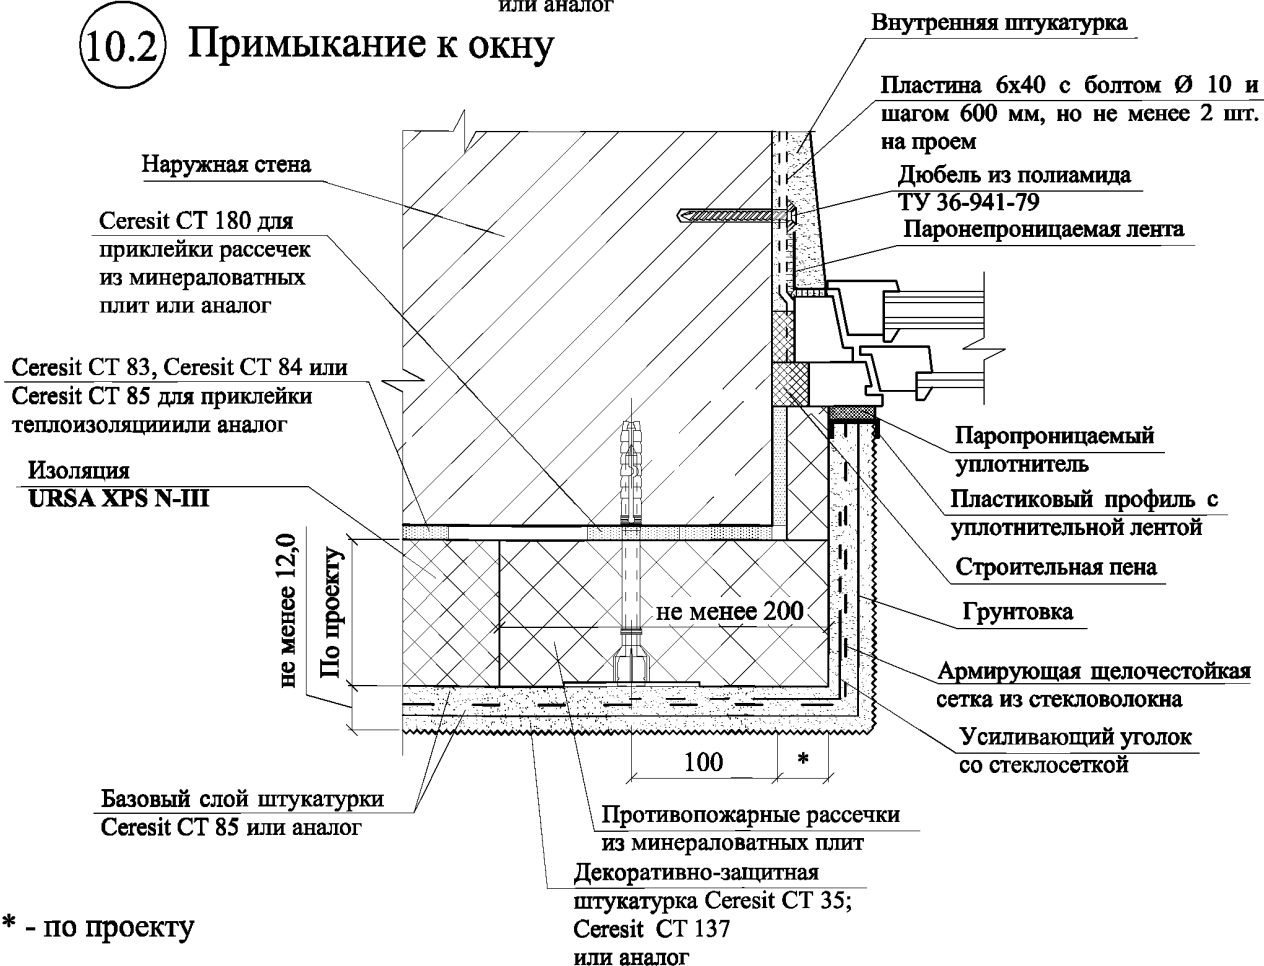 или аналог
10.2 Примыкание к окну
Внутренняя штукатурка
Пластина 6х40 с болтом Ø 10 и
шагом 600 мм, но не менее 2 шт.
на проем
Дюбель из полиамида
ТУ 36-941-79
Паронепроницаемая лента
Наружная стена
Ceresit CT 180 для
приклейки рассечек
из минераловатных
плит или аналог
Ceresit CT 83, Ceresit CT 84 или
Ceresit CT 85 для приклейки
теплоизоляцииили аналог
Изоляция
URSA XPS N-III
не менее 12,0
По проекту
не менее 200
Паропроницаемый
уплотнитель
Пластиковый профиль с
уплотнительной лентой
Строительная пена
Грунтовка
Армирующая щелочестойкая
сетка из стекловолокна
Усиливающий уголок
со стеклосеткой
100
*
Базовый слой штукатурки
Ceresit CT 85 или аналог
Противопожарные рассечки
из минераловатных плит
Декоративно-защитная
штукатурка Ceresit CT 35;
Ceresit CT 137
или аналог
* - по проекту